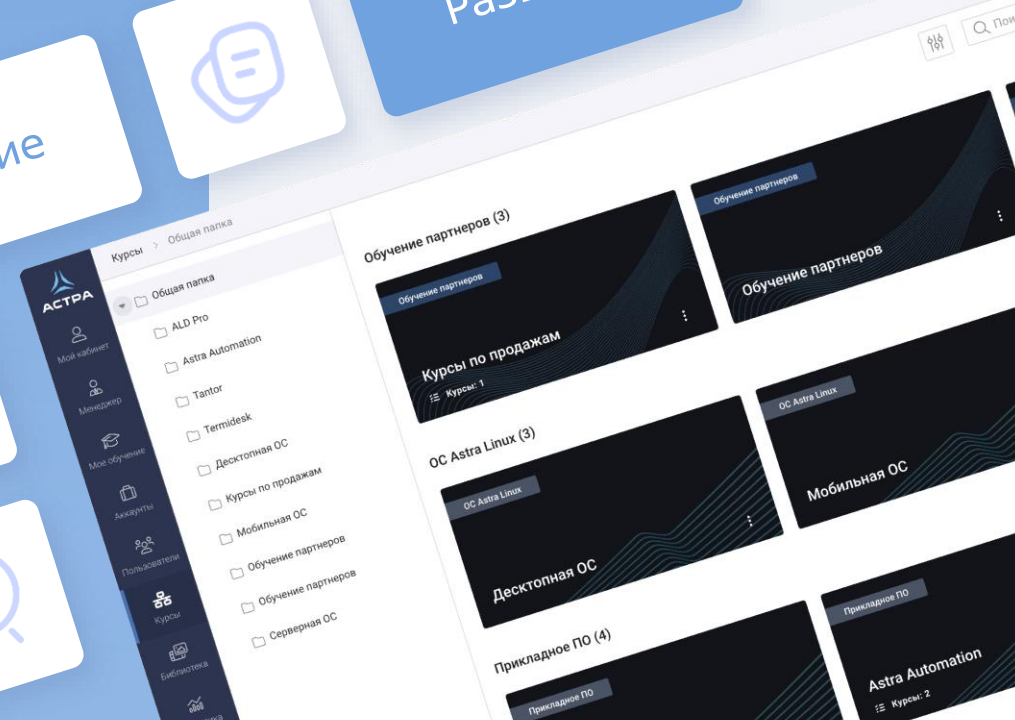 ие
Курсы > Общая папка
АСТРА
Мой кабинет
Менеджер
Мое обучение
Аккаунты
Пользователи
Курсы
Библиотека
Общая папка
ALD Pro
Astra Automation
Tantor
Termidesk
Десктопная ОС
Курсы по продажам
Мобильная ОС
Обучение партнеров
Обучение партнеров
Серверная ОС
Обучение партнеров (3)
Обучение партнеров
Курсы по продажам
Курсы: 1
Обучение партнеров
Обучение партнеров
ОС Astra Linux (3)
ОС Astra Linux
Десктопная ОС
ОС Astra Linux
Мобильная ОС
Прикладное ПО (4)
Прикладное ПО
Прикладное ПО
Astra Automation
Курсы: 2